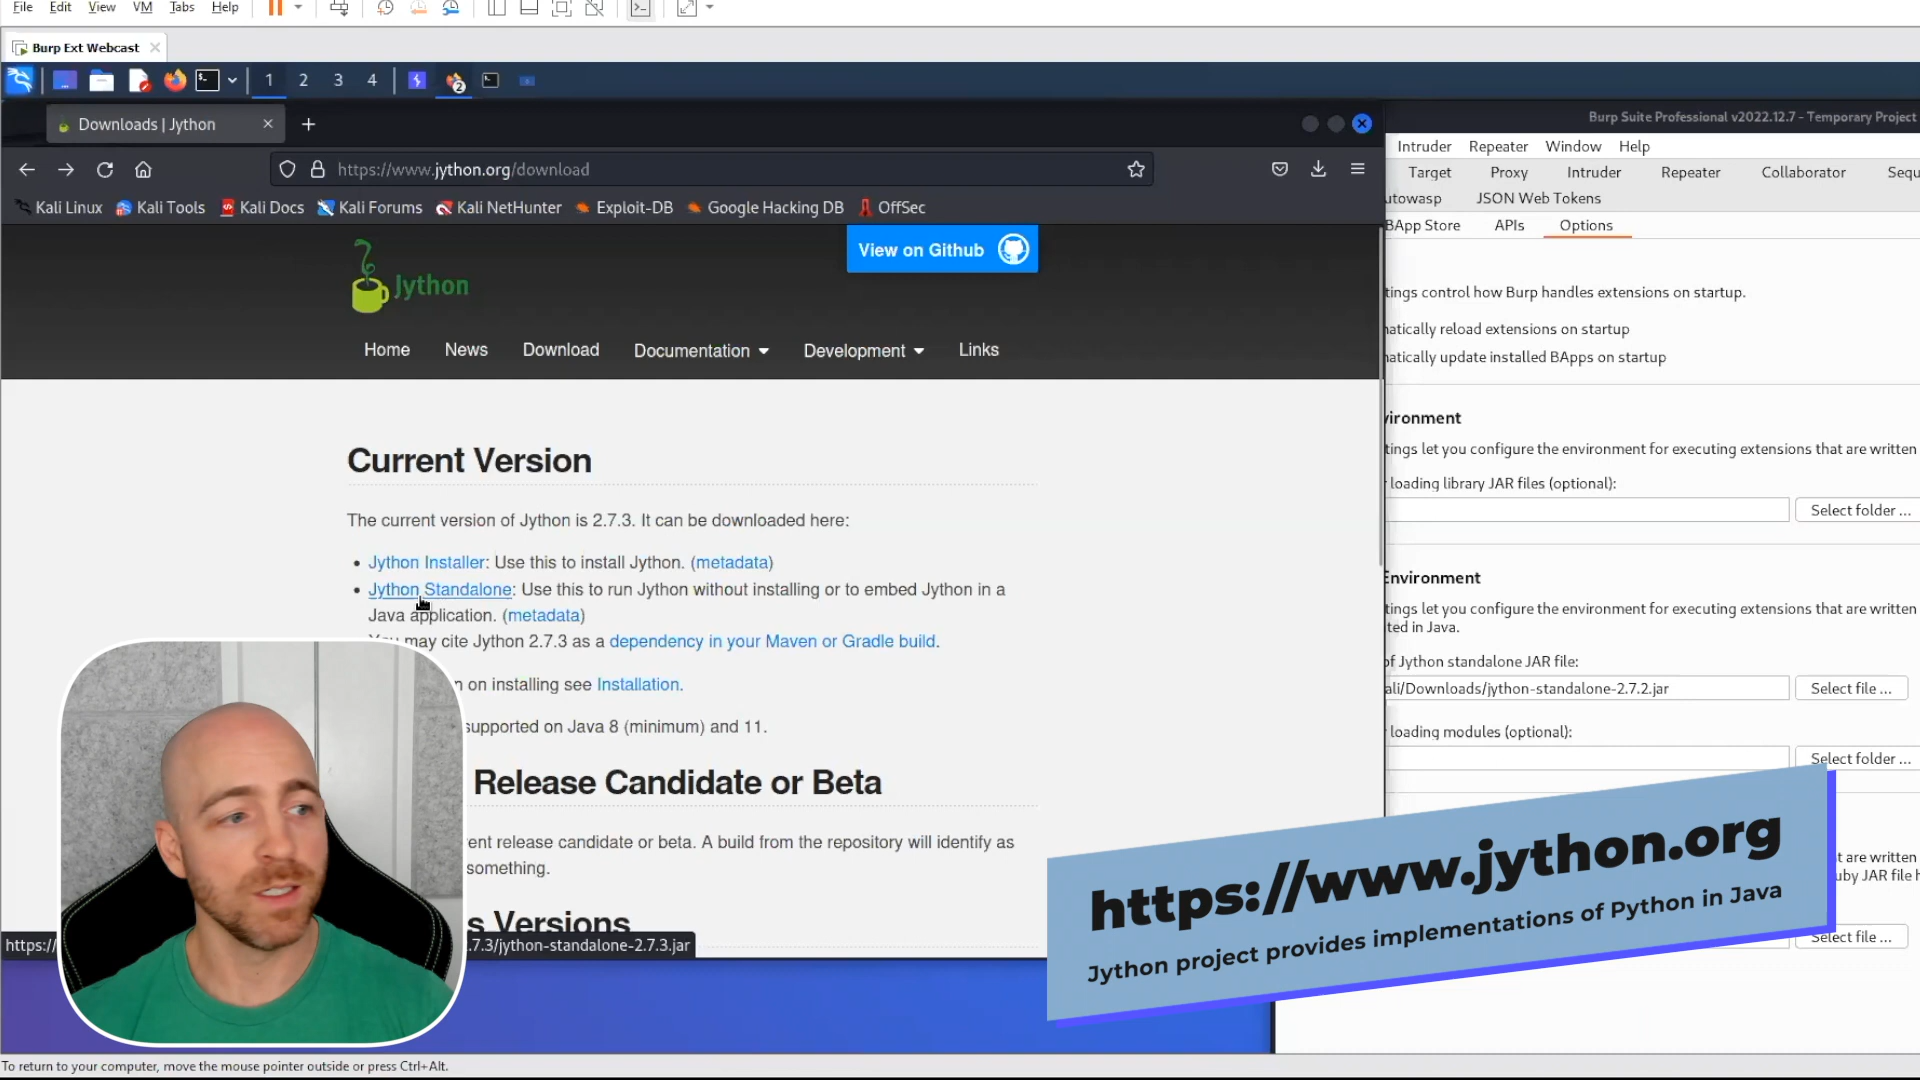 File Edit View VM Tabs Help
Burp Ext Webcast
1 2 3 4 2
Downloads | Jython
https://www.jython.org/download
Kali Linux Kali Tools Kali Docs Kali Forums Kali NetHunter Exploit-DB Google Hacking DB OffSec
View on Github
Jython
Home News Download Documentation Development Links
Current Version
The current version of Jython is 2.7.3. It can be downloaded here:
Jython Installer: Use this to install Jython. (metadata)
Jython Standalone: Use this to run Jython without installing or to embed Jython in a
Java application. (metadata)
may cite Jython 2.7.3 as a dependency in your Maven or Gradle build.
n on installing see Installation.
supported on Java 8 (minimum) and 11.
Release Candidate or Beta
ent release candidate or beta. A build from the repository will identify as
something.
s Versions
https://
7.3/jython-standalone-2.7.3.jar
Burp Suite Professional v2022.12.7 - Temporary Project
Intruder Repeater Window Help
Target Proxy Intruder Repeater Collaborator Sequ
utowasp JSON Web Tokens
BApp Store APIs Options
tings control how Burp handles extensions on startup.
matically reload extensions on startup
matically update installed BApps on startup
vironment
tings let you configure the environment for executing extensions that are written
loading library JAR files (optional):
Select folder ...
Environment
tings let you configure the environment for executing extensions that are written
ted in Java.
of Jython standalone JAR file:
ali/Downloads/jython-standalone-2.7.2.jar Select file ...
loading modules (optional):
Select folder ...
t are written
uby JAR file h
Select file ...
https://www.jython.org
Jython project provides implementations of Python in Java
To return to your computer, move the mouse pointer outside or press Ctrl+Alt.